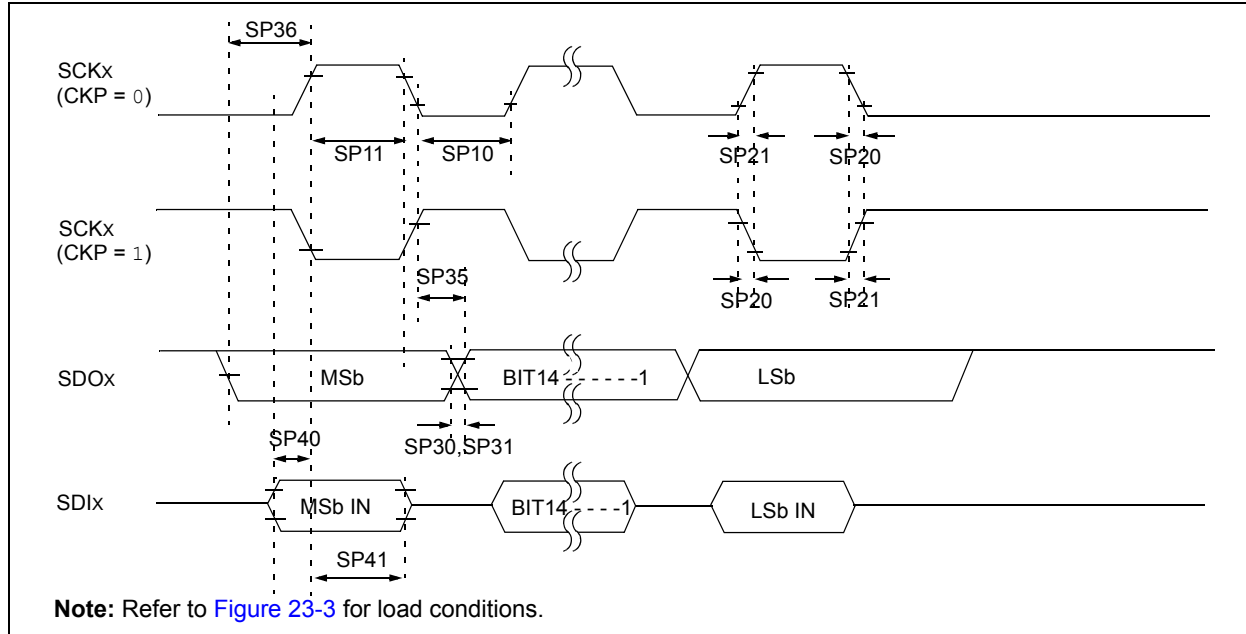 SP36
SCKx
(CKP = 0)
SP11
SP10
SP21
SP20
SCKx
(CKP = 1)
SP35
SP20
SP21
SDOx
MSb
BIT14 - - - - - -1
LSb
SP40
SP30,SP31
SDIx
MSb IN
BIT14 - - - -1
LSb IN
SP41
Note: Refer to Figure 23-3 for load conditions.